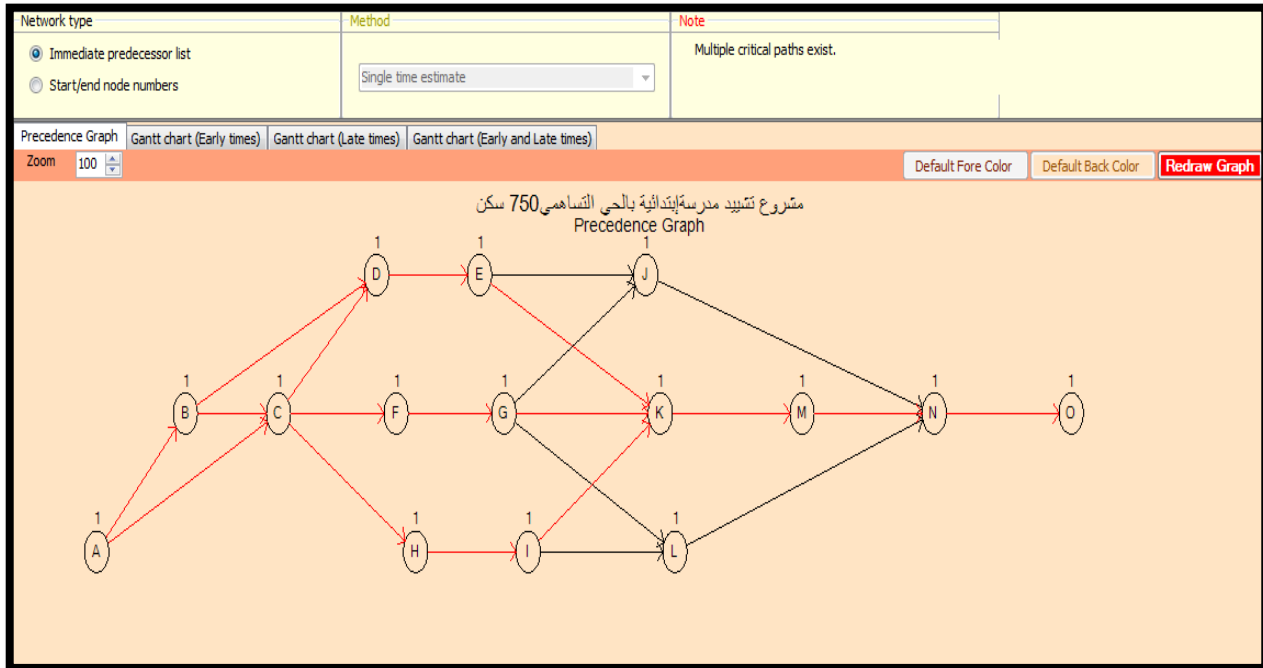 Network type
Method
Note
Immediate predecessor list
Start/end node numbers
Single time estimate
Multiple critical paths exist.
Precedence Graph
Gantt chart (Early times)
Gantt chart (Late times)
Gantt chart (Early and Late times)
Zoom
100
Default Fore Color
Default Back Color
Redraw Graph
مشروع تشييد مدرسةإبتدائية بالحي التساهمي750 سكن
Precedence Graph
1 1 1
D E J
1 1 1 1 1 1 1
B C F G K M N O
1 1 1 1 1
A H I L